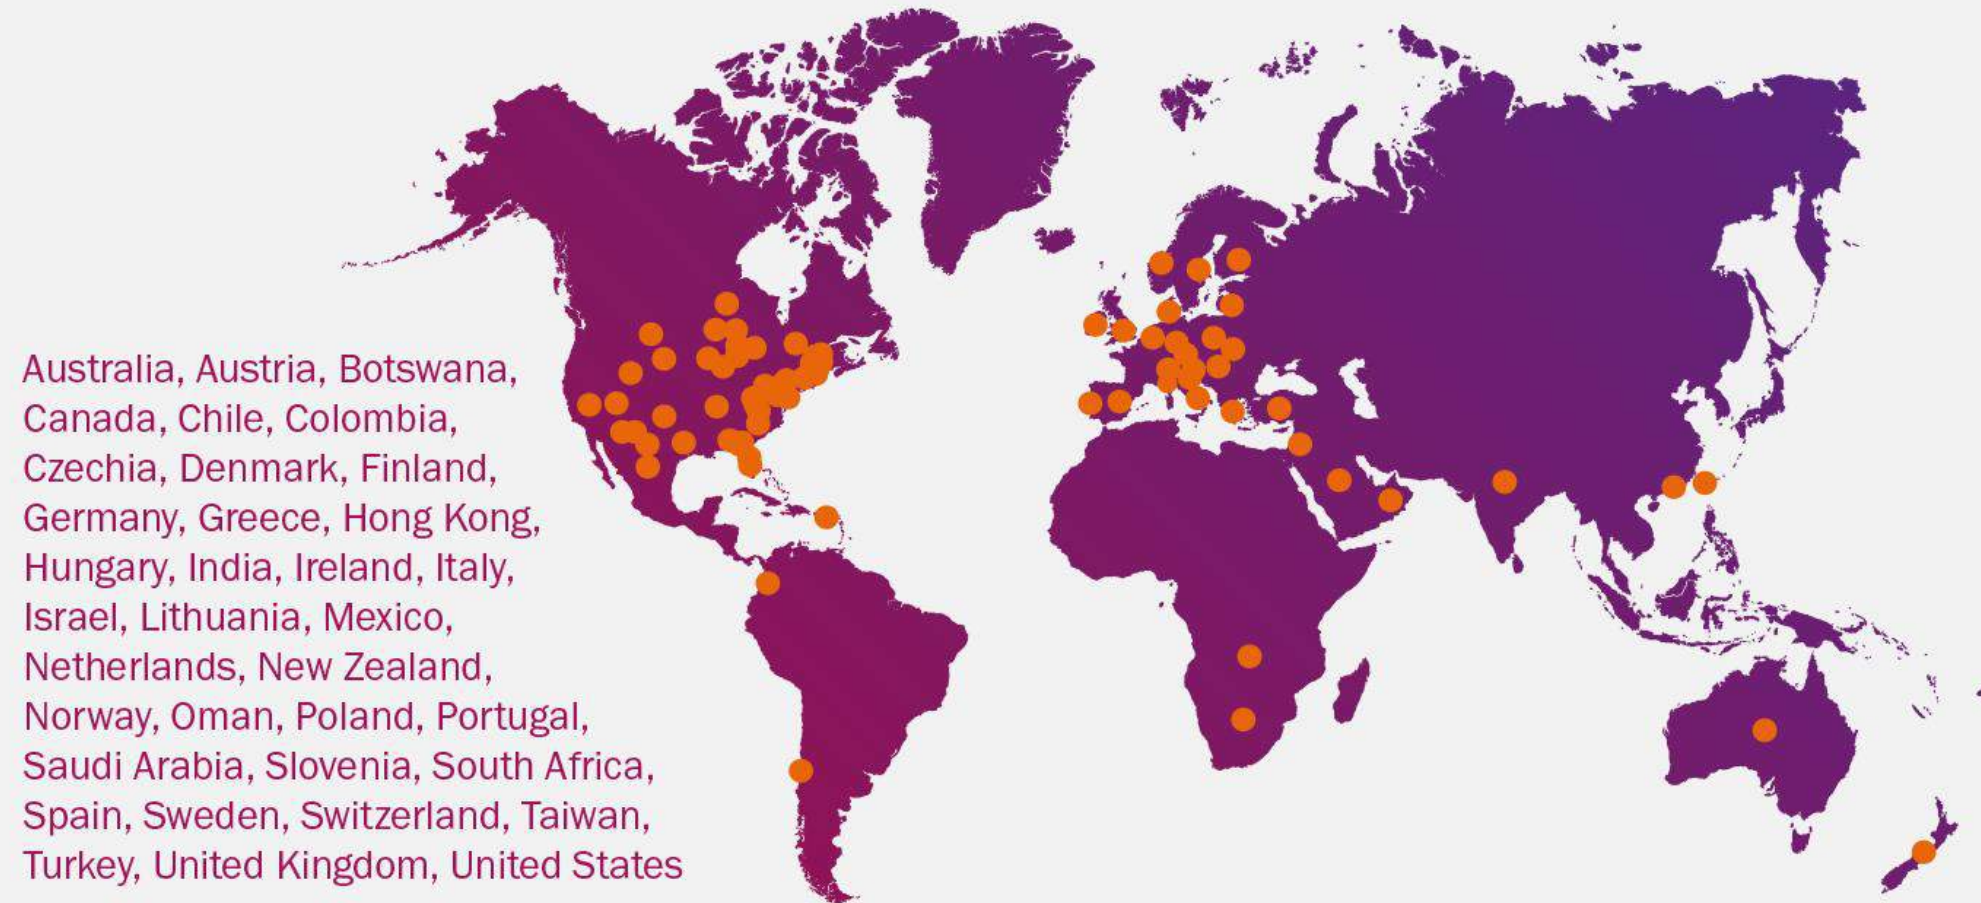 Australia, Austria, Botswana,
Canada, Chile, Colombia,
Czechia, Denmark, Finland,
Germany, Greece, Hong Kong,
Hungary, India, Ireland, Italy,
Israel, Lithuania, Mexico,
Netherlands, New Zealand,
Norway, Oman, Poland, Portugal,
Saudi Arabia, Slovenia, South Africa,
Spain, Sweden, Switzerland, Taiwan,
Turkey, United Kingdom, United States